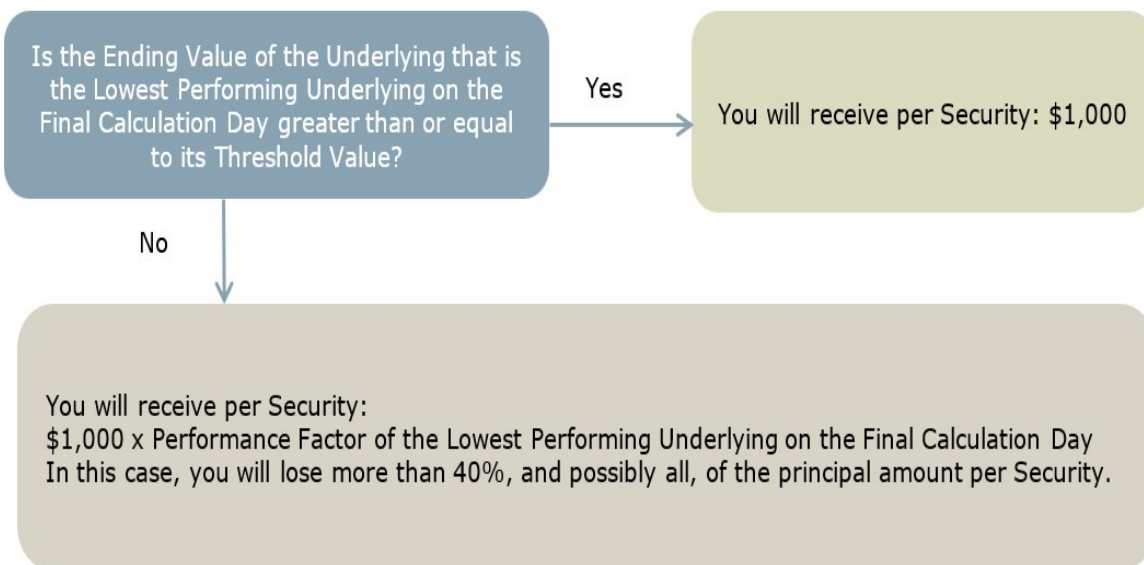 Is the Ending Value of the Underlying that is
the Lowest Performing Underlying on the
Final Calculation Day greater than or equal
to its Threshold Value?
Yes
You will receive per Security: $1,000
No
You will receive per Security:
$1,000 x Performance Factor of the Lowest Performing Underlying on the Final Calculation Day
In this case, you will lose more than 40%, and possibly all, of the principal amount per Security.